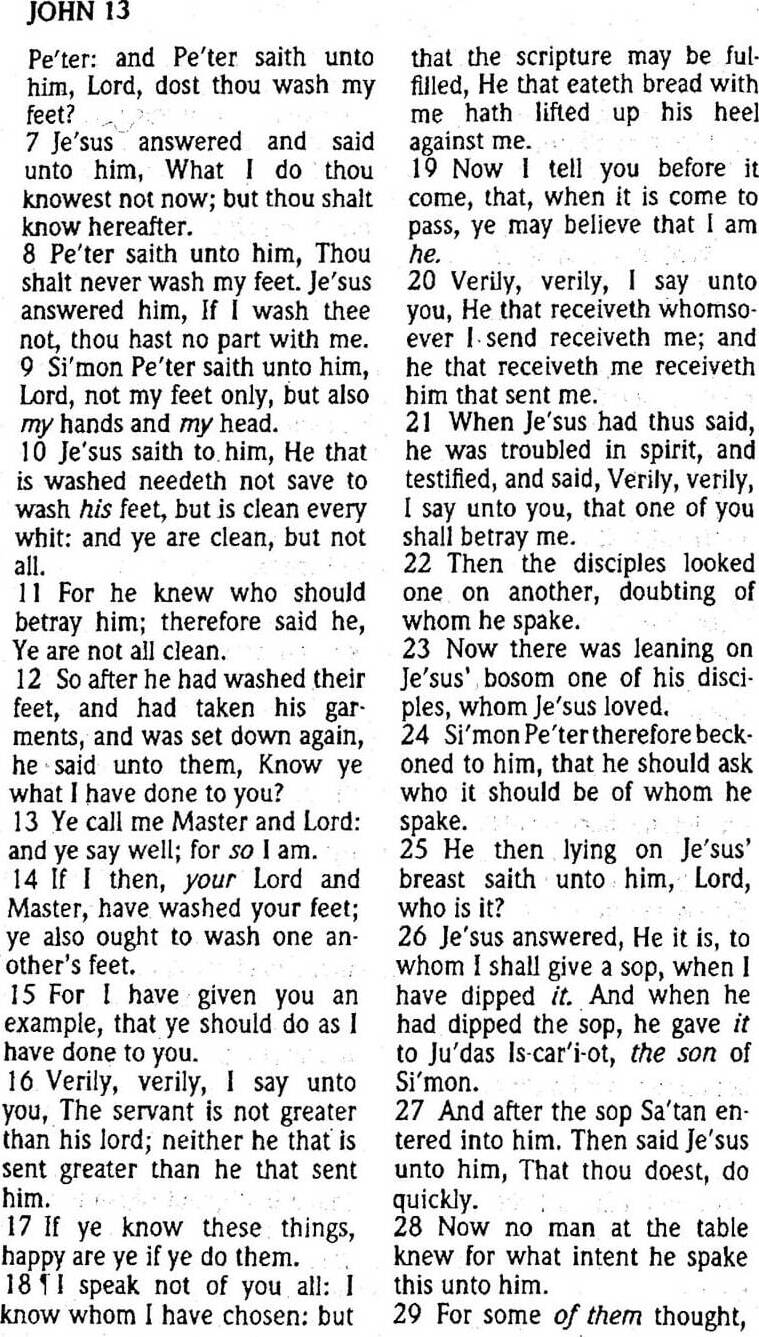 JOHN 13
Pe′ter: and Pe′ter saith unto
him, Lord, dost thou wash my
feet?
7 Je′sus answered and said
unto him, What I do thou
knowest not now; but thou shalt
know hereafter.
8 Pe′ter saith unto him, Thou
shalt never wash my feet. Je′sus
answered him, If I wash thee
not, thou hast no part with me.
9 Si′mon Pe′ter saith unto him,
Lord, not my feet only, but also
my hands and my head.
10 Je′sus saith to him, He that
is washed needeth not save to
wash his feet, but is clean every
whit: and ye are clean, but not
all.
11 For he knew who should
betray him; therefore said he,
Ye are not all clean.
12 So after he had washed their
feet, and had taken his gar-
ments, and was set down again,
he said unto them, Know ye
what I have done to you?
13 Ye call me Master and Lord:
and ye say well; for so I am.
14 If I then, your Lord and
Master, have washed your feet;
ye also ought to wash one an-
other's feet.
15 For I have given you an
example, that ye should do as I
have done to you.
16 Verily, verily, I say unto
you, The servant is not greater
than his lord; neither he that is
sent greater than he that sent
him.
17 If ye know these things,
happy are ye if ye do them.
18 ¶ I speak not of you all: I
know whom I have chosen: but
that the scripture may be ful-
filled, He that eateth bread with
me hath lifted up his heel
against me.
19 Now I tell you before it
come, that, when it is come to
pass, ye may believe that I am
he.
20 Verily, verily, I say unto
you, He that receiveth whomso-
ever I send receiveth me; and
he that receiveth me receiveth
him that sent me.
21 When Je′sus had thus said,
he was troubled in spirit, and
testified, and said, Verily, verily,
I say unto you, that one of you
shall betray me.
22 Then the disciples looked
one on another, doubting of
whom he spake.
23 Now there was leaning on
Je′sus' bosom one of his disci-
ples, whom Je′sus loved.
24 Si′mon Pe′ter therefore beck-
oned to him, that he should ask
who it should be of whom he
spake.
25 He then lying on Je′sus'
breast saith unto him, Lord,
who is it?
26 Je′sus answered, He it is, to
whom I shall give a sop, when I
have dipped it. And when he
had dipped the sop, he gave it
to Ju′das Is-car′i-ot, the son of
Si′mon.
27 And after the sop Sa′tan en-
tered into him. Then said Je′sus
unto him, That thou doest, do
quickly.
28 Now no man at the table
knew for what intent he spake
this unto him.
29 For some of them thought,